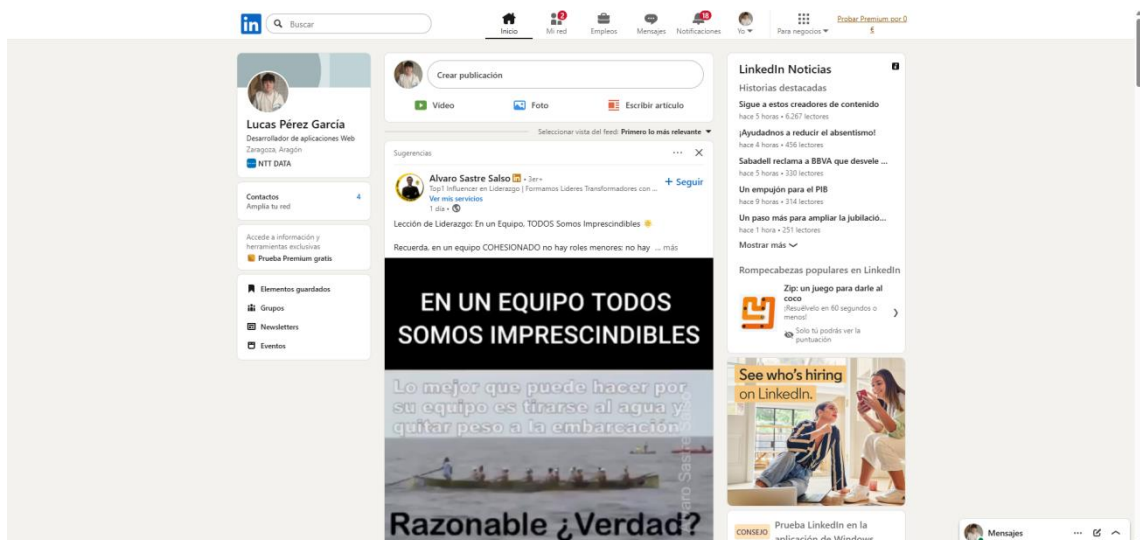 in
Buscar
2
18
Inicio
Mi red
Empleos
Mensajes
Notificaciones
Yo
Para negocios
Probar Premium por 0
$
Lucas Pérez García
Desarrollador de aplicaciones Web
Zaragoza, Aragón
NTT DATA
Contactos
4
Amplía tu red
Accede a información y
herramientas exclusivas
Prueba Premium gratis
Elementos guardados
Grupos
Newsletters
Eventos
Crear publicación
Vídeo
Foto
Escribir artículo
Seleccionar vista del feed: Primero lo más relevante
Sugerencias
Alvaro Sastre Salso in • 3er+
Top1 Influencer en Liderazgo | Formamos Lideres Transformadores con ...
Ver mis servicios
1 día •
+ Seguir
Lección de Liderazgo: En un Equipo, TODOS Somos Imprescindibles
Recuerda, en un equipo COHESIONADO no hay roles menores: no hay ... más
EN UN EQUIPO TODOS
SOMOS IMPRESCINDIBLES
Lo mejor que puede hacer por
su equipo es tirarse al agua y
quitar peso a la embarcación
Alvaro Sastre Salso
Razonable ¿Verdad?
LinkedIn Noticias
Historias destacadas
Sigue a estos creadores de contenido
hace 5 horas • 6.267 lectores
¡Ayudadnos a reducir el absentismo!
hace 4 horas • 456 lectores
Sabadell reclama a BBVA que desvele ...
hace 5 horas • 330 lectores
Un empujón para el PIB
hace 9 horas • 314 lectores
Un paso más para ampliar la jubilació...
hace 1 hora • 251 lectores
Mostrar más
Rompecabezas populares en LinkedIn
Zip: un juego para darle al
coco
¡Resuélvelo en 60 segundos o
menos!
Solo tú podrás ver la
puntuación
See who's hiring
on LinkedIn.
CONSEJO
Prueba LinkedIn en la
aplicación de Windows
Mensajes